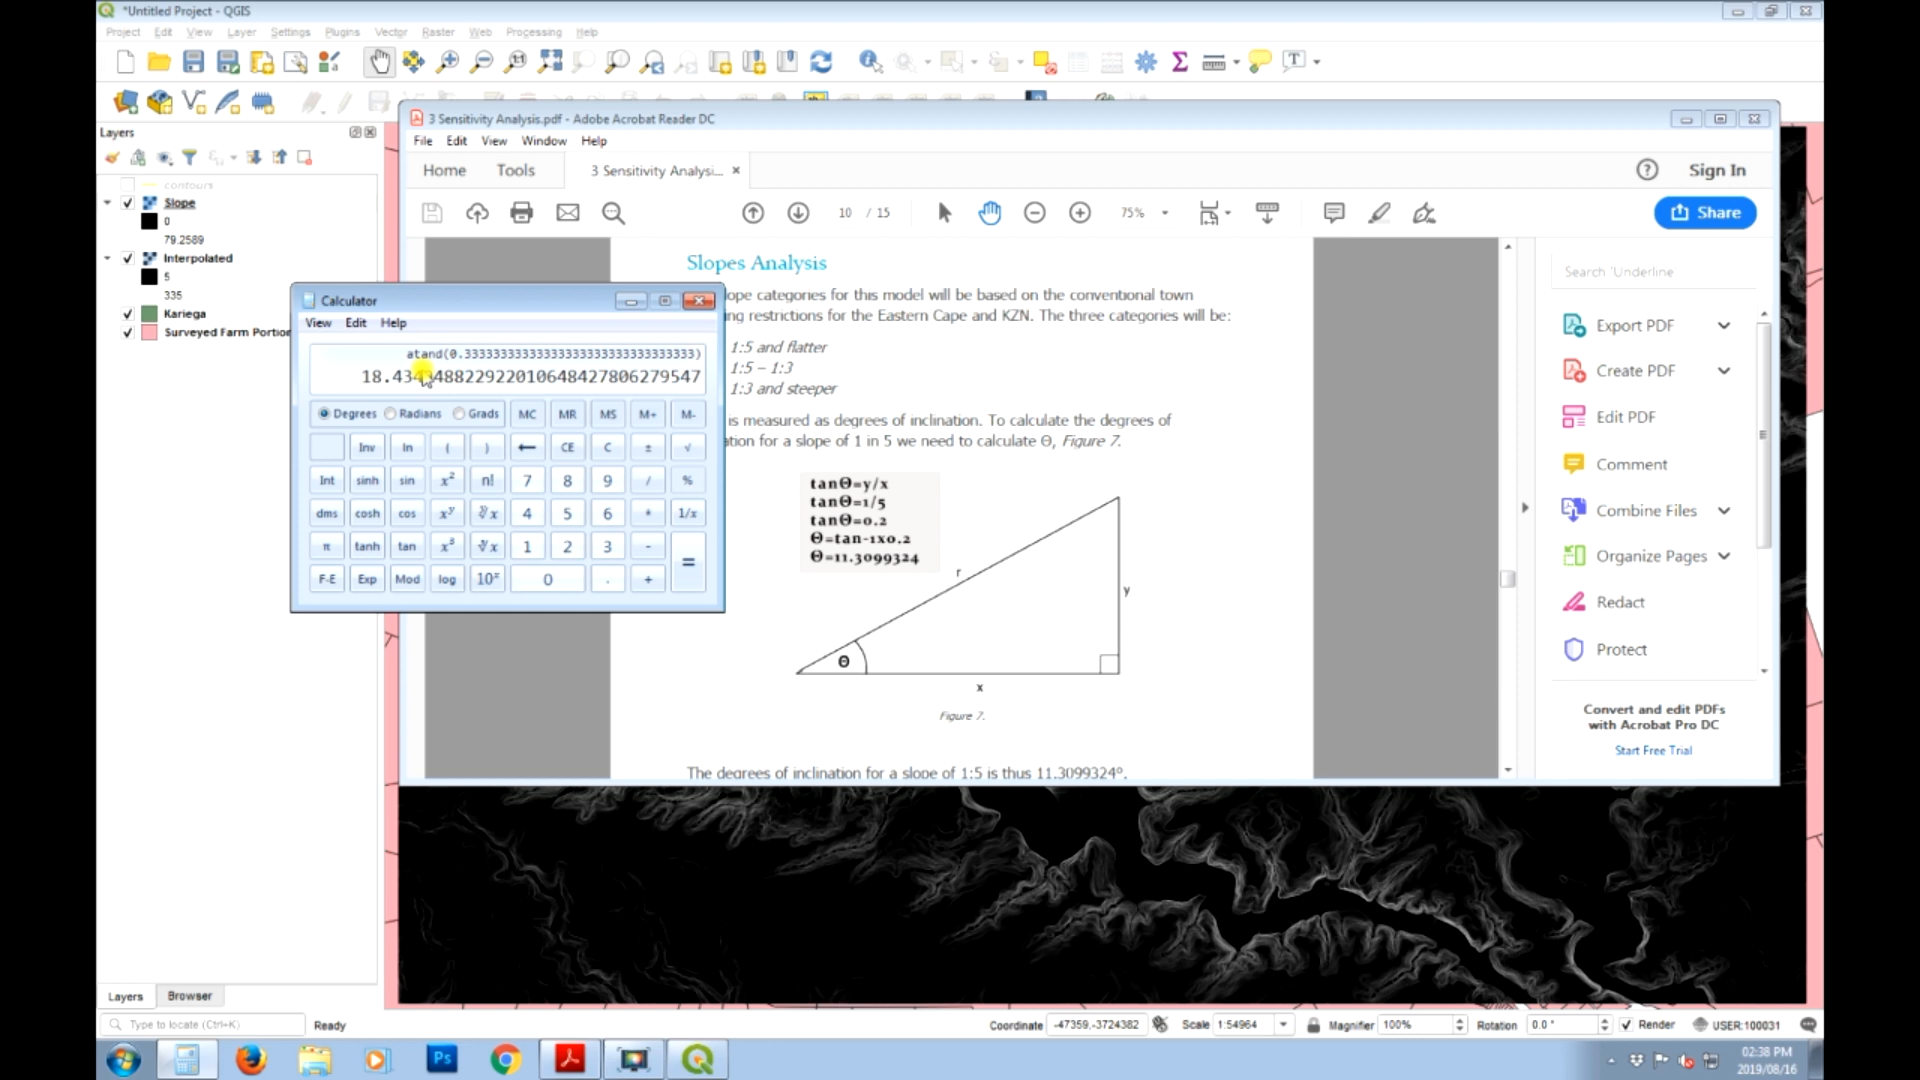 *Untitled Project - QGIS
Project Edit View Layer Settings Plugins Vector Raster Web Processing Help
Layers
contours
Slope
0
79.2589
Interpolated
5
335
Kariega
Surveyed Farm Portion
3 Sensitivity Analysis.pdf - Adobe Acrobat Reader DC
File Edit View Window Help
Home Tools 3 Sensitivity Analysi... × Sign In
10 / 15 75% Share
Calculator
View Edit Help
Degrees Radians Grads MC MR MS M+ M-
Inv ln ( ) ← CE C ± √
Int sinh sin x² n! 7 8 9 / %
dms cosh cos xʸ ʸ√x 4 5 6 * 1/x
π tanh tan x³ ³√x 1 2 3 - =
F-E Exp Mod log 10ˣ 0 . +
Slopes Analysis
ope categories for this model will be based on the conventional town
ng restrictions for the Eastern Cape and KZN. The three categories will be:
1:5 and flatter
1:5 – 1:3
1:3 and steeper
is measured as degrees of inclination. To calculate the degrees of
ation for a slope of 1 in 5 we need to calculate Θ, Figure 7.
tanΘ=y/x
tanΘ=1/5
tanΘ=0.2
Θ=tan-1x0.2
Θ=11.3099324
r
y
Θ
x
Figure 7.
The degrees of inclination for a slope of 1:5 is thus 11.3099324º.
Search 'Underline
Export PDF
Create PDF
Edit PDF
Comment
Combine Files
Organize Pages
Redact
Protect
Convert and edit PDFs
with Acrobat Pro DC
Start Free Trial
Layers Browser
Type to locate (Ctrl+K) Ready Coordinate -47359,-3724382 Scale 1:54964 Magnifier 100% Rotation 0.0 ° Render USER:100031
02:38 PM
2019/08/16